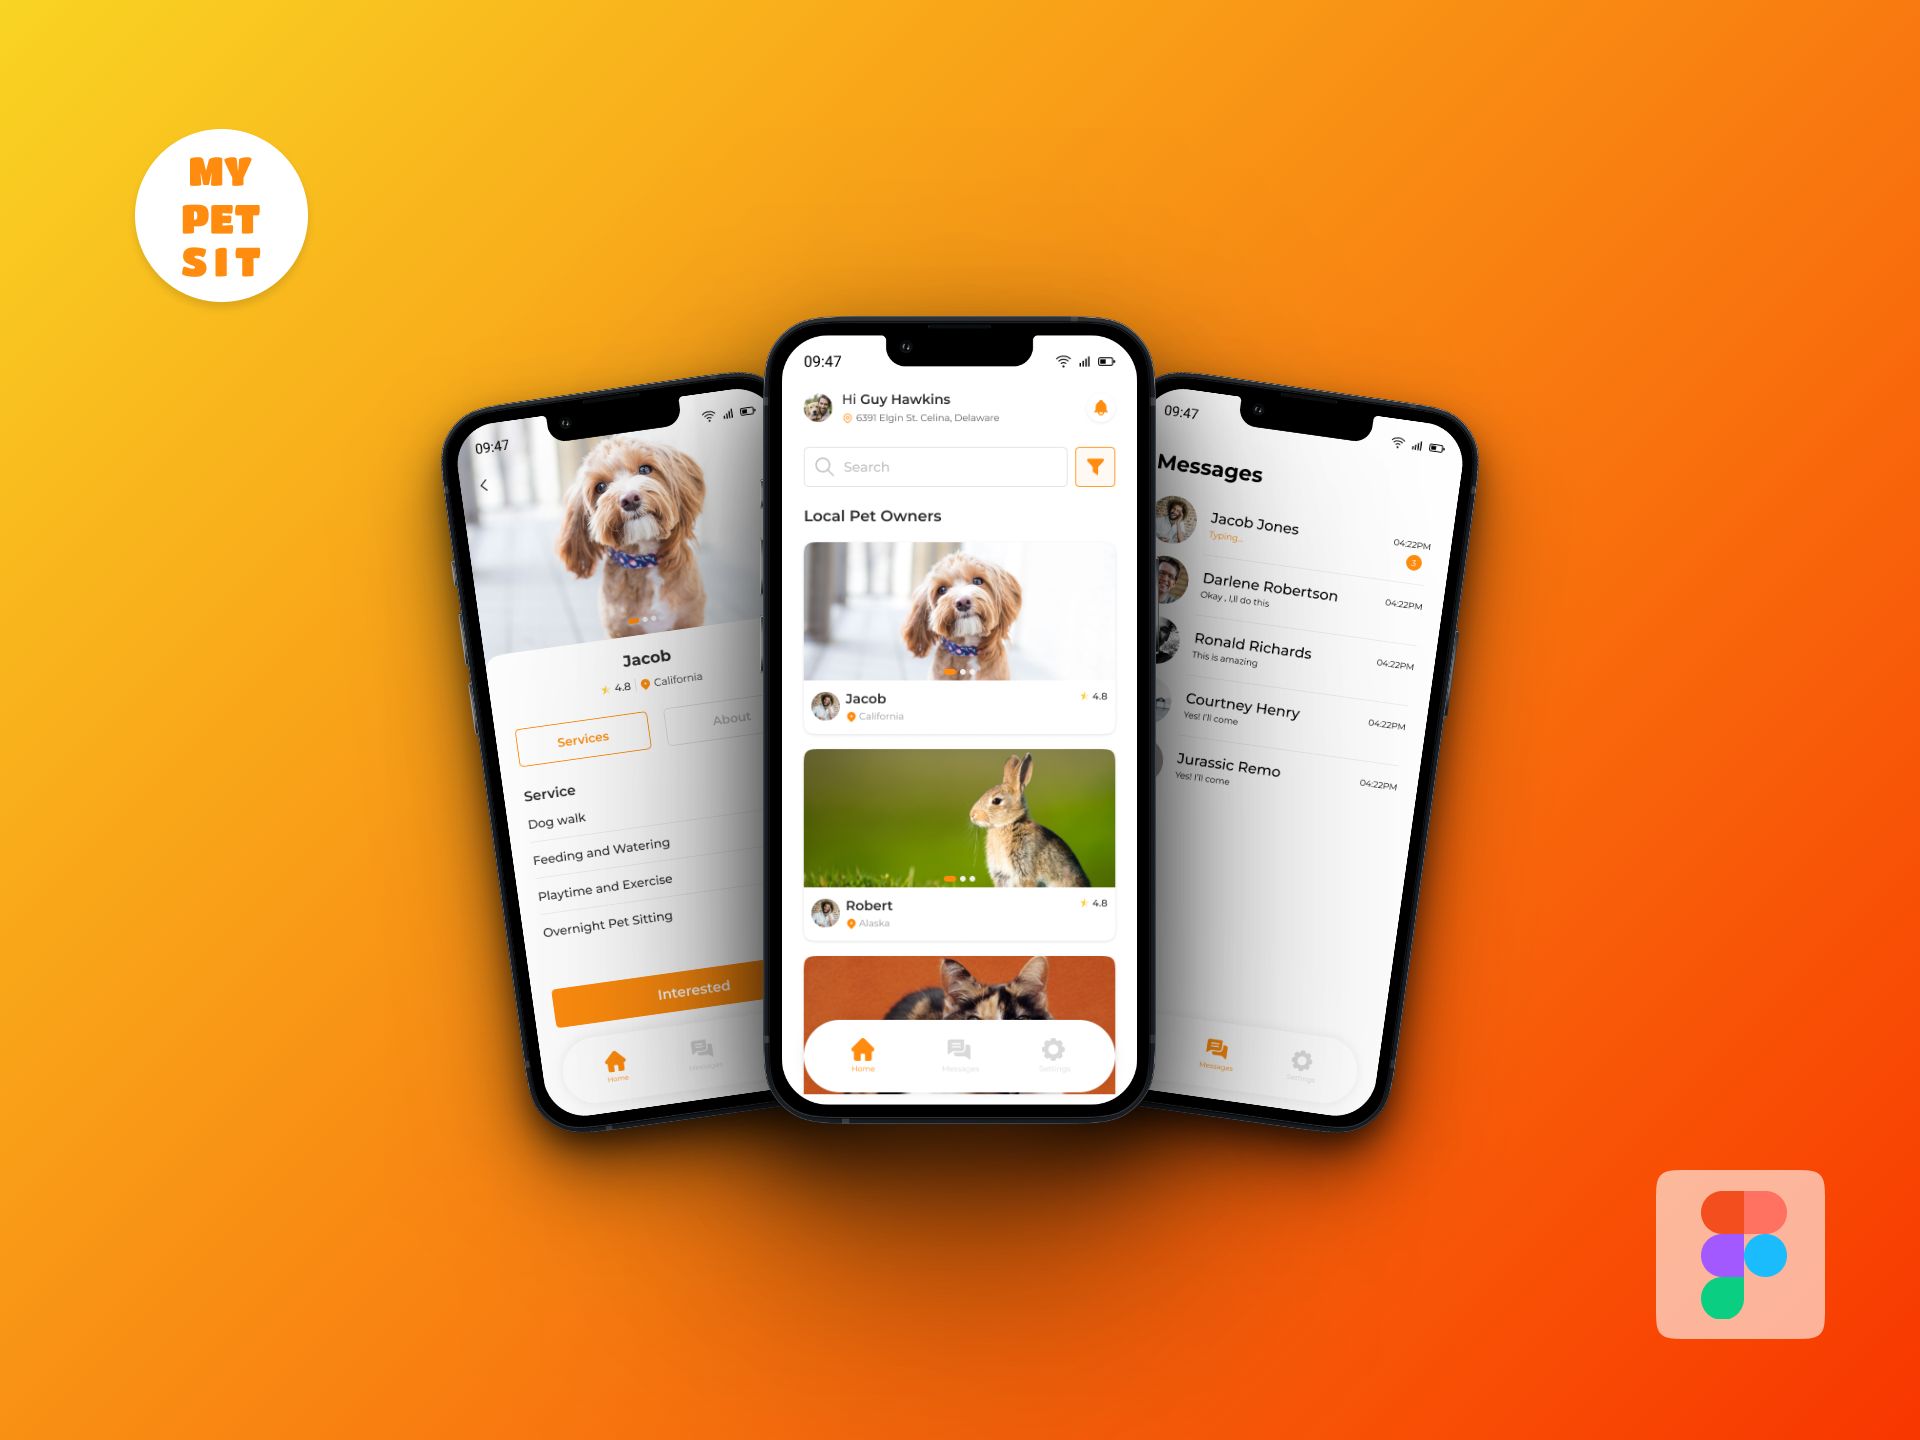 MY
PET
SIT
09:47
Jacob
4.8 | California
Services
About
Service
Dog walk
Feeding and Watering
Playtime and Exercise
Overnight Pet Sitting
Interested
Home
Messages
09:47
Hi Guy Hawkins
6391 Elgin St. Celina, Delaware
Search
Local Pet Owners
Jacob
4.8
California
Robert
4.8
Alaska
Home
Messages
Settings
09:47
Messages
Jacob Jones
04:22PM
Typing..
3
Darlene Robertson
04:22PM
Okay , I,ll do this
Ronald Richards
04:22PM
This is amazing
Courtney Henry
04:22PM
Yes! I'll come
Jurassic Remo
04:22PM
Yes! I'll come
Messages
Settings